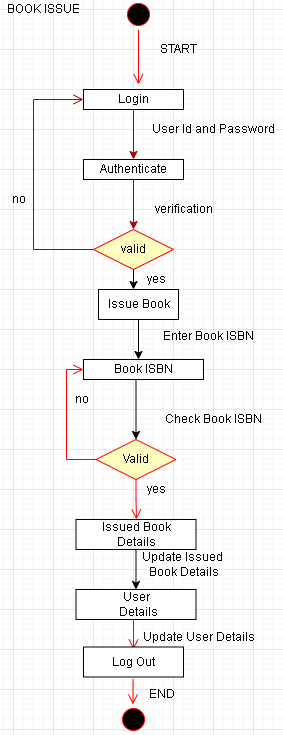 BOOK ISSUE
START
Login
User Id and Password
Authenticate
no
verification
valid
yes
Issue Book
Enter Book ISBN
Book ISBN
no
Check Book ISBN
Valid
yes
Issued Book
Details
Update Issued
Book Details
User
Details
Update User Details
Log Out
END